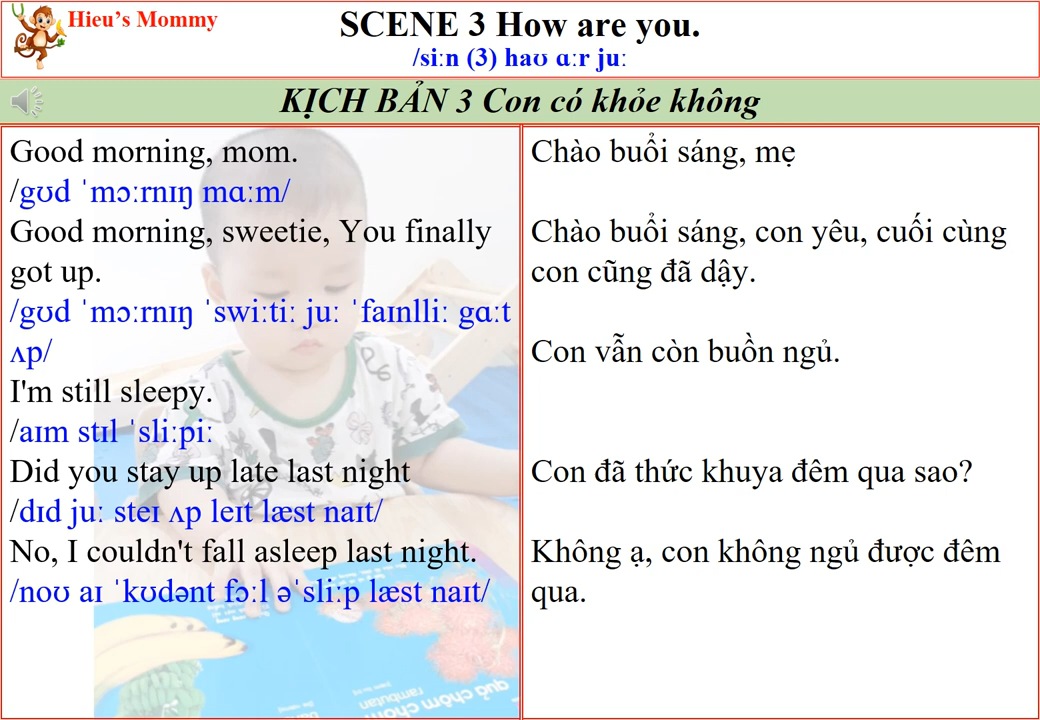 Hieu's Mommy
SCENE 3 How are you.
/siːn (3) haʊ ɑːr juː
KỊCH BẢN 3 Con có khỏe không
Good morning, mom.
/gʊd ˈmɔːrnɪŋ mɑːm/
Good morning, sweetie, You finally
got up.
/gʊd ˈmɔːrnɪŋ ˈswiːtiː juː ˈfaɪnlliː gɑːt
ʌp/
I'm still sleepy.
/aɪm stɪl ˈsliːpiː
Did you stay up late last night
/dɪd juː steɪ ʌp leɪt læst naɪt/
No, I couldn't fall asleep last night.
/noʊ aɪ ˈkʊdənt fɔːl əˈsliːp læst naɪt/
Chào buổi sáng, mẹ
Chào buổi sáng, con yêu, cuối cùng
con cũng đã dậy.
Con vẫn còn buồn ngủ.
Con đã thức khuya đêm qua sao?
Không ạ, con không ngủ được đêm
qua.
rambutan
quả chôm chôm